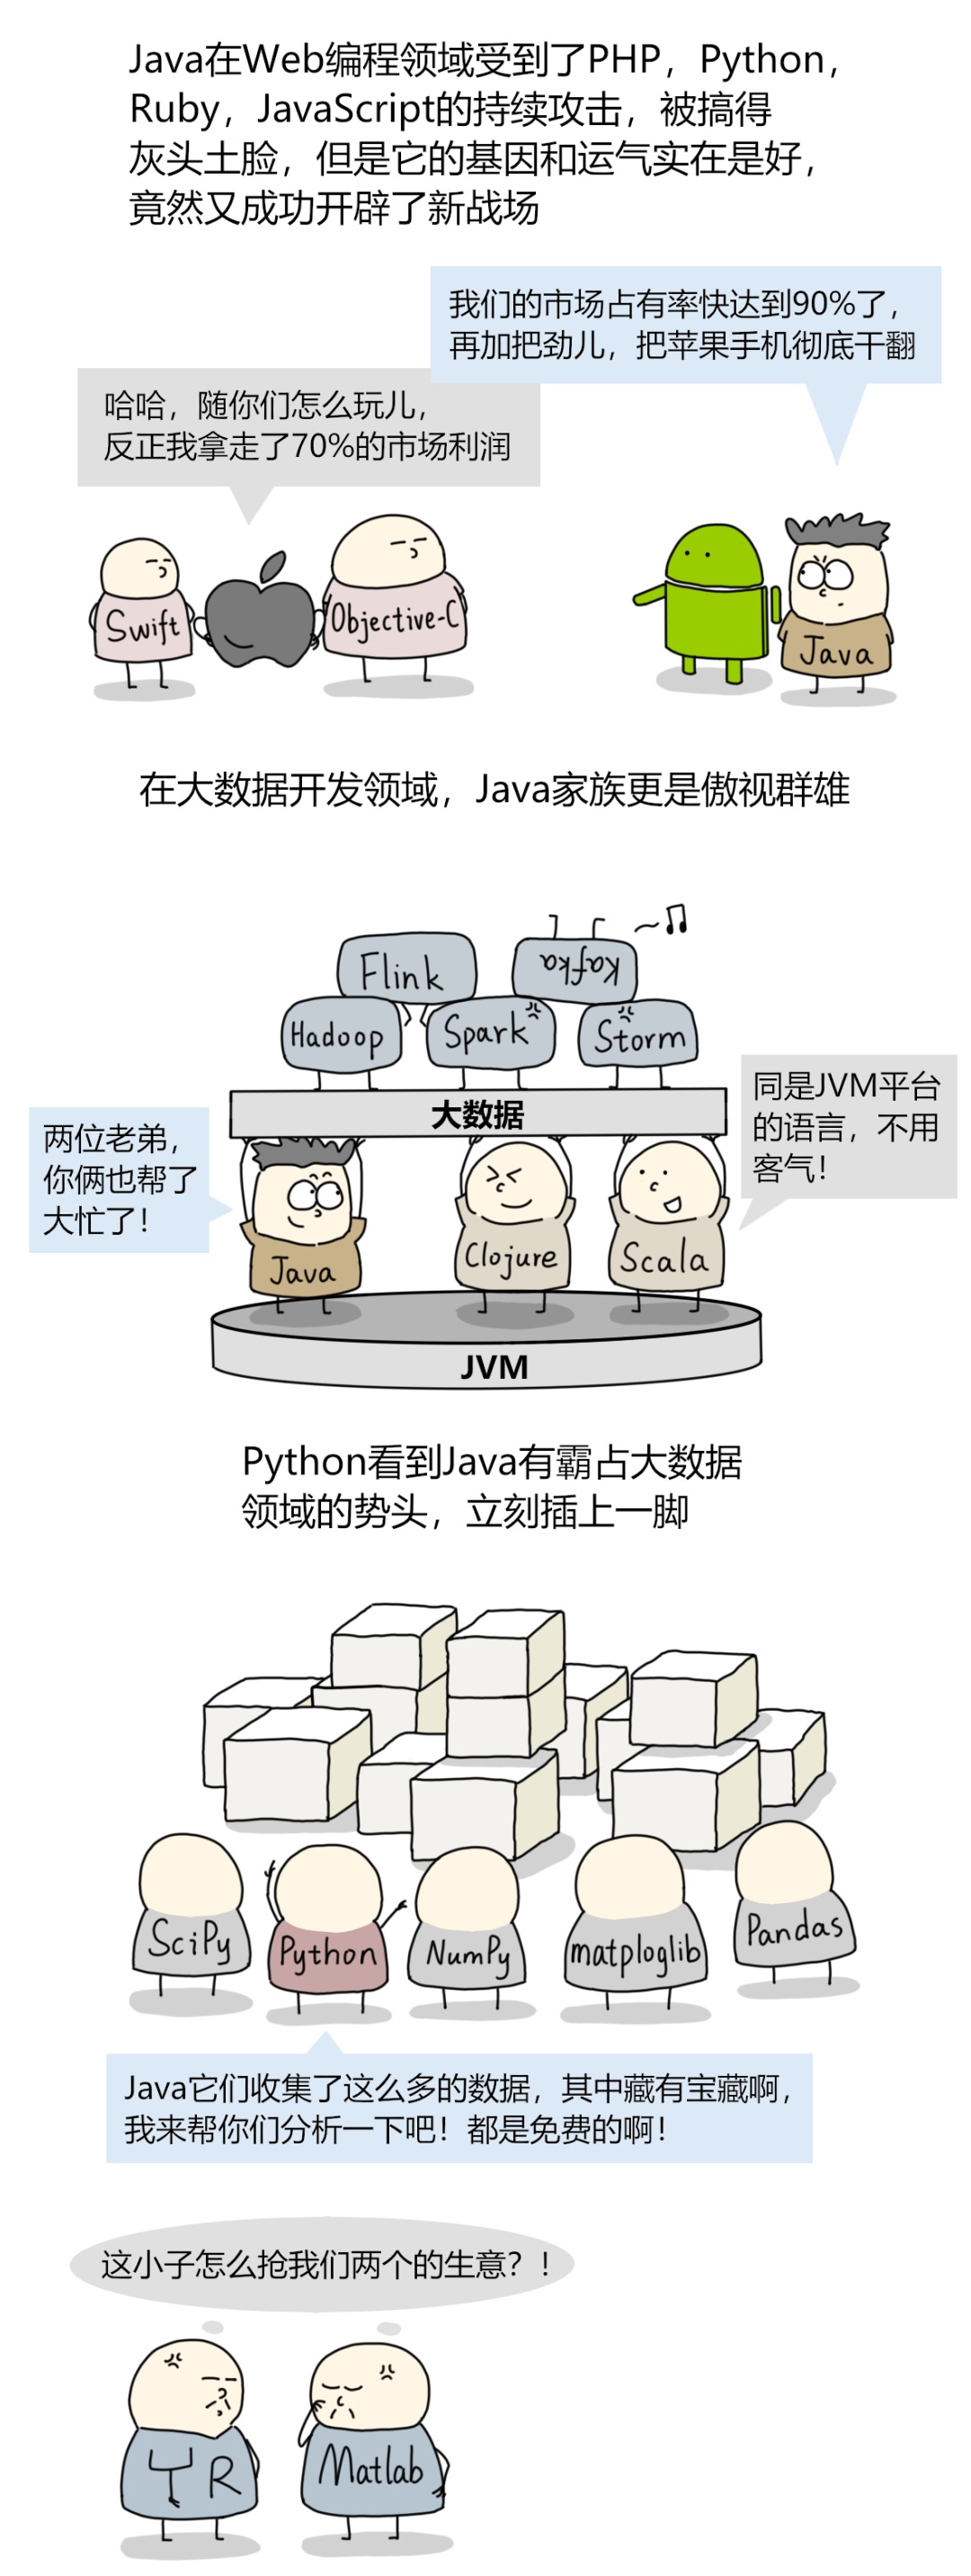 Java在Web编程领域受到了PHP，Python，
Ruby，JavaScript的持续攻击，被搞得
灰头土脸，但是它的基因和运气实在是好，
竟然又成功开辟了新战场
我们的市场占有率快达到90%了，
再加把劲儿，把苹果手机彻底干翻
哈哈，随你们怎么玩儿，
反正我拿走了70%的市场利润
Swift
Objective-C
Java
在大数据开发领域，Java家族更是傲视群雄
Flink
Kafka
Hadoop
Spark
Storm
大数据
同是JVM平台
的语言，不用
客气！
两位老弟，
你俩也帮了
大忙了！
Java
Clojure
Scala
JVM
Python看到Java有霸占大数据
领域的势头，立刻插上一脚
SciPy
Python
NumPy
matploglib
Pandas
Java它们收集了这么多的数据，其中藏有宝藏啊，
我来帮你们分析一下吧！都是免费的啊！
这小子怎么抢我们两个的生意？！
R
Matlab